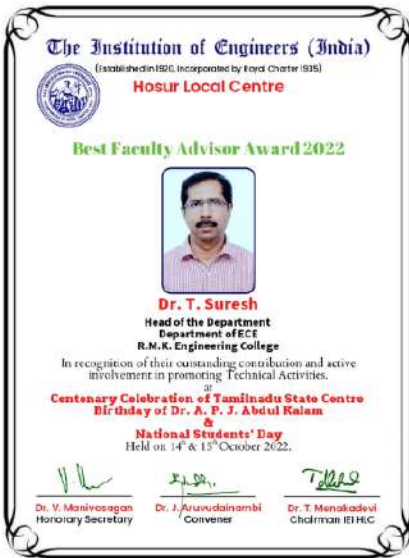 The Institution of Engineers (India)
(Established in 1920, Incorporated by Royal Charter 1935)
Hosur Local Centre
Best Faculty Advisor Award 2022
Dr. T. Suresh
Head of the Department
Department of ECE
R.M.K. Engineering College
In recognition of their outstanding contribution and active
involvement in promoting Technical Activities.
at
Centenary Celebration of Tamilnadu State Centre
Birthday of Dr. A. P. J. Abdul Kalam
&
National Students' Day
Held on 14th & 15th October 2022.
Dr. V. Manivosagan Dr. J. Aruvudainambi Dr. T. Menakadevi
Honorary Secretary Convener Chairman IEI HLC